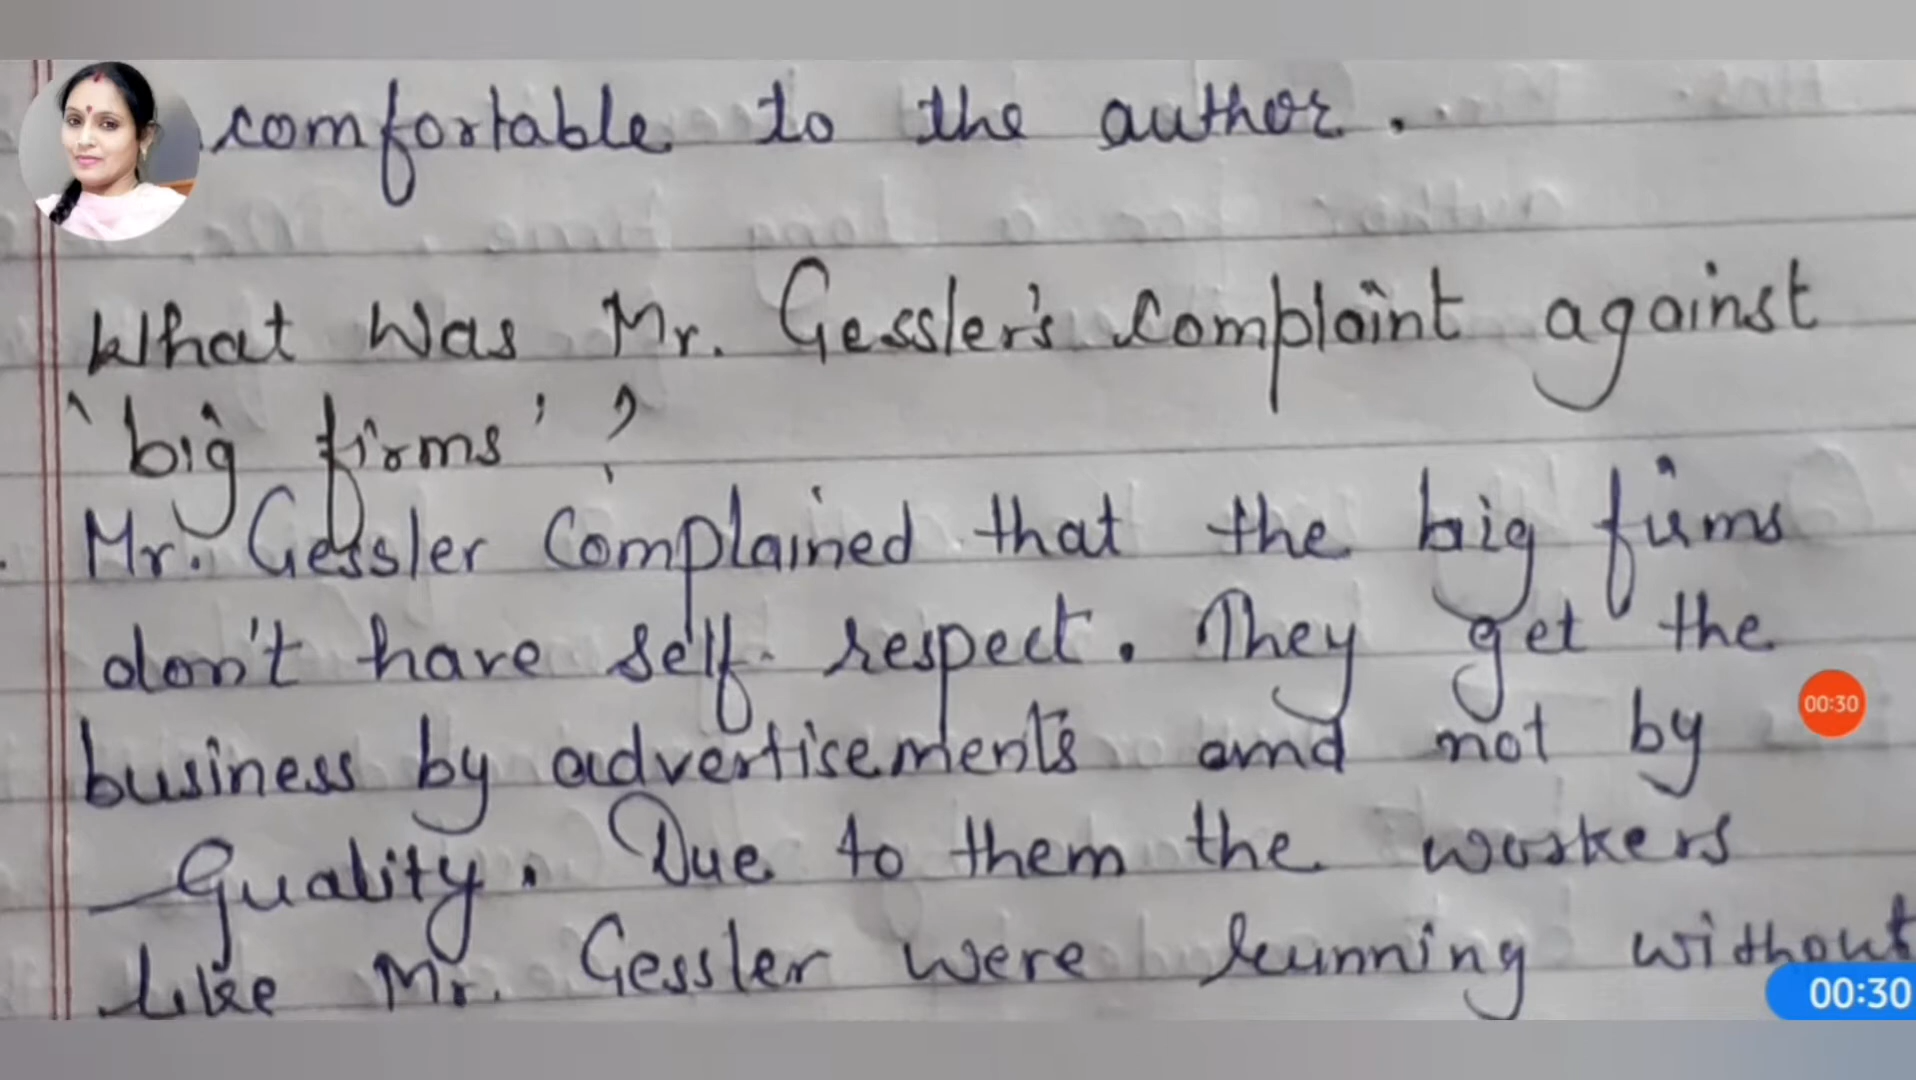 comfortable to the author.
What Was Mr. Gessler's complaint against
'big firms' ?
Mr. Gessler complained that the big firms
don't have self-respect. They get the
business by advertisements and not by
Quality. Due to them the workers
like Mr. Gessler were running without
00:30
00:30